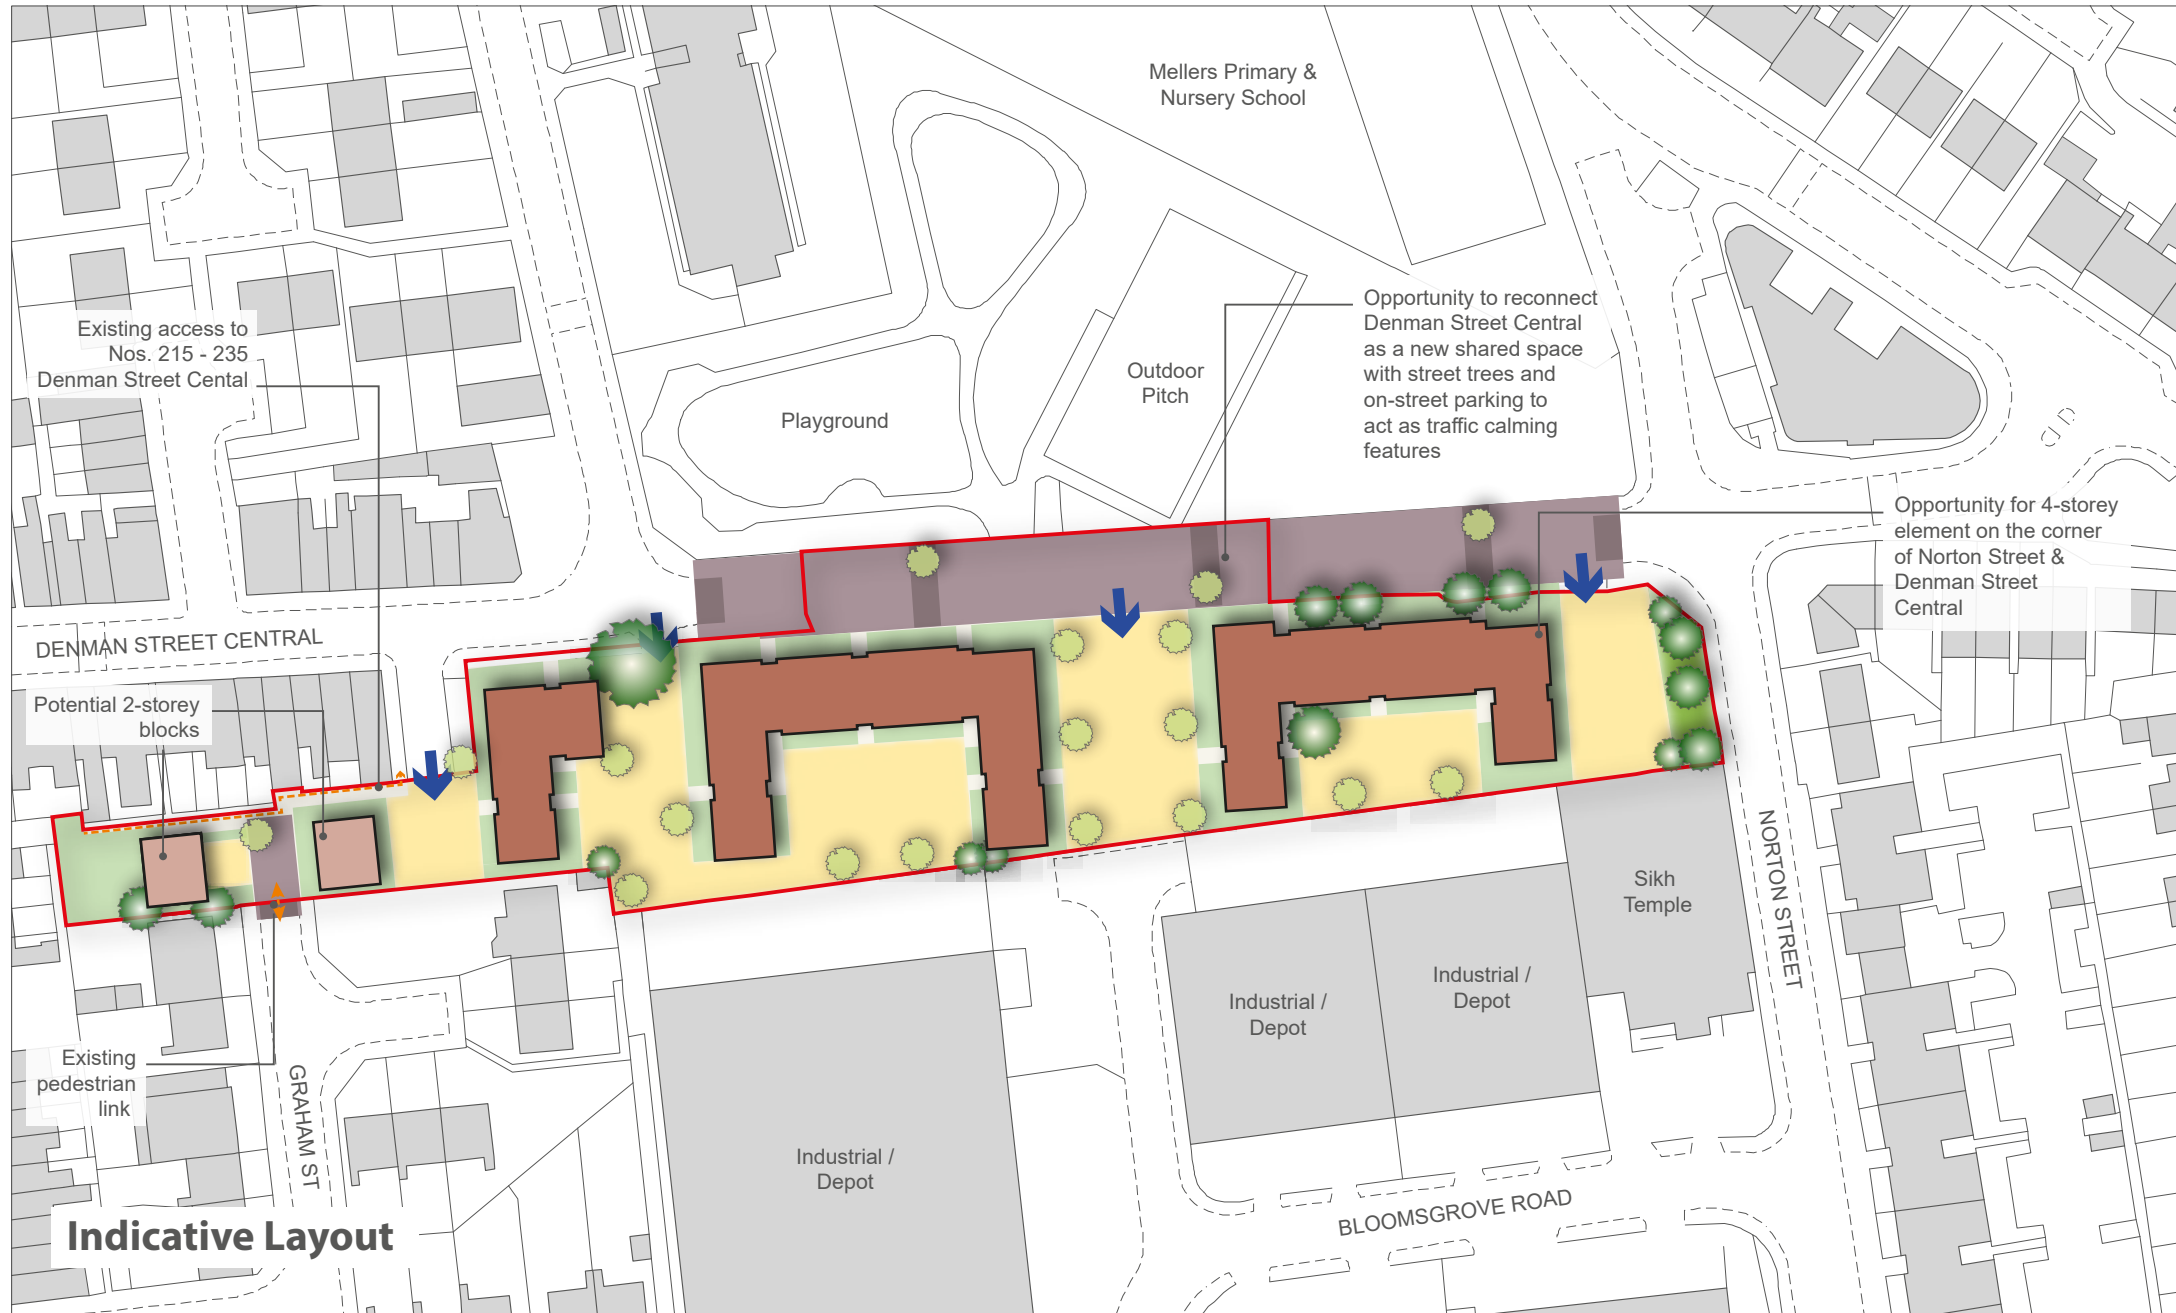 Mellers Primary &
Nursery School
Opportunity to reconnect
Denman Street Central
as a new shared space
with street trees and
on-street parking to
act as traffic calming
features
Existing access to
Nos. 215 - 235
Denman Street Cental
Outdoor
Pitch
Playground
Opportunity for 4-storey
element on the corner
of Norton Street &
Denman Street
Central
DENMAN STREET CENTRAL
Potential 2-storey
blocks
NORTON STREET
Sikh
Temple
Industrial /
Depot
Industrial /
Depot
Existing
pedestrian
link
GRAHAM ST
Industrial /
Depot
BLOOMSGROVE ROAD
Indicative Layout